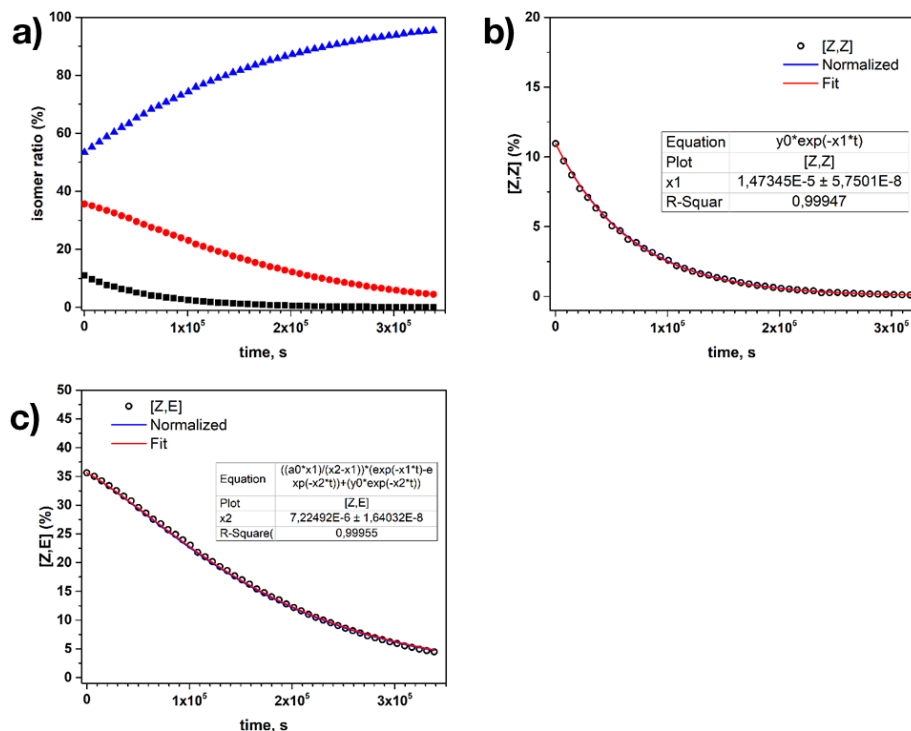 a)
100
80
60
40
20
0
isomer ratio (%)
0
1x10⁵
2x10⁵
3x10⁵
time, s
b)
20
15
10
5
0
[Z,Z] (%)
[Z,Z]
Normalized
Fit
Equation y0*exp(-x1*t)
Plot [Z,Z]
x1 1,47345E-5 ± 5,7501E-8
R-Squar 0,99947
0
1x10⁵
2x10⁵
3x10⁵
time, s
c)
50
45
40
35
30
25
20
15
10
5
0
[Z,E] (%)
[Z,E]
Normalized
Fit
Equation ((a0*x1)/(x2-x1))*(exp(-x1*t)-e
xp(-x2*t))+(y0*exp(-x2*t))
Plot [Z,E]
x2 7,22492E-6 ± 1,64032E-8
R-Square( 0,99955
0
1x10⁵
2x10⁵
3x10⁵
time, s